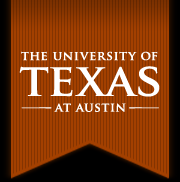 THE UNIVERSITY OF
TEXAS
AT AUSTIN